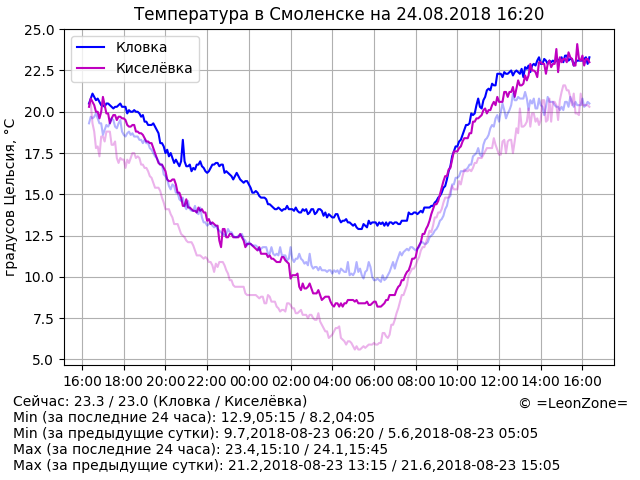 Температура в Смоленске на 24.08.2018 16:20
градусов Цельсия, °C
25.0
22.5
20.0
17.5
15.0
12.5
10.0
7.5
5.0
Кловка
Киселёвка
16:00 18:00 20:00 22:00 00:00 02:00 04:00 06:00 08:00 10:00 12:00 14:00 16:00
Сейчас: 23.3 / 23.0 (Кловка / Киселёвка)
© =LeonZone=
Min (за последние 24 часа): 12.9,05:15 / 8.2,04:05
Min (за предыдущие сутки): 9.7,2018-08-23 06:20 / 5.6,2018-08-23 05:05
Max (за последние 24 часа): 23.4,15:10 / 24.1,15:45
Max (за предыдущие сутки): 21.2,2018-08-23 13:15 / 21.6,2018-08-23 15:05